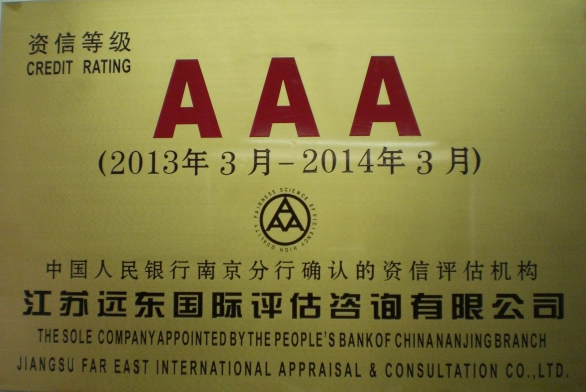 资信等级
CREDIT RATING
AAA
(2013年3月-2014年3月)
AAA
中国人民银行南京分行确认的资信评估机构
江苏远东国际评估咨询有限公司
THE SOLE COMPANY APPOINTED BY THE PEOPLE'S BANK OF CHINA NANJING BRANCH
JIANGSU FAR EAST INTERNATIONAL APPRAISAL & CONSULTATION CO.,LTD.